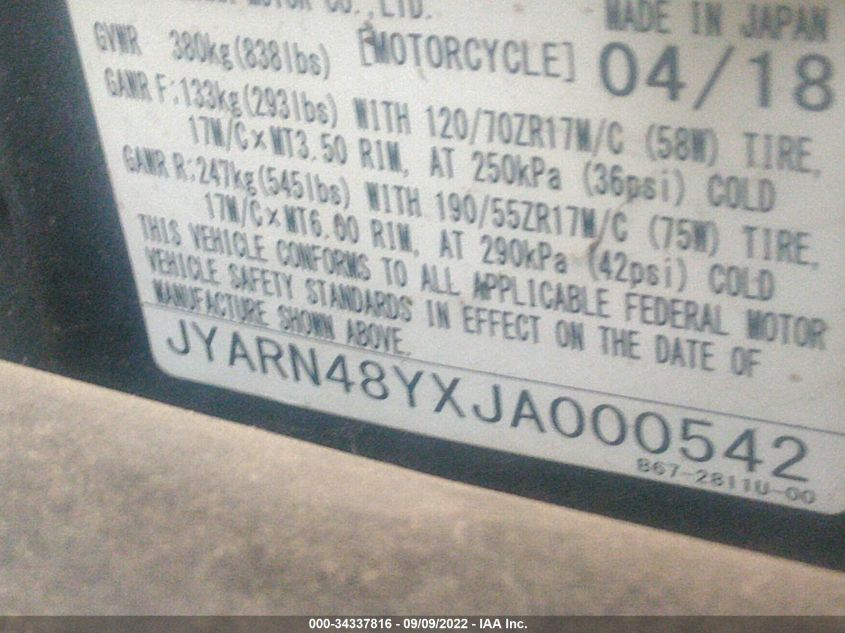 MOTOR CO.,LTD.
MADE IN JAPAN
GVWR 380kg(838lbs) [MOTORCYCLE] 04/18
GAWR F:133kg(293lbs) WITH 120/70ZR17M/C (58W) TIRE,
17M/C×MT3.50 RIM, AT 250kPa (36psi) COLD
GAWR R:247kg(545lbs) WITH 190/55ZR17M/C (75W) TIRE,
17M/C×MT6.00 RIM, AT 290kPa (42psi) COLD
THIS VEHICLE CONFORMS TO ALL APPLICABLE FEDERAL MOTOR
VEHICLE SAFETY STANDARDS IN EFFECT ON THE DATE OF
MANUFACTURE SHOWN ABOVE.
JYARN48YXJA000542
B67-2811U-00
000-34337816 - 09/09/2022 - IAA Inc.